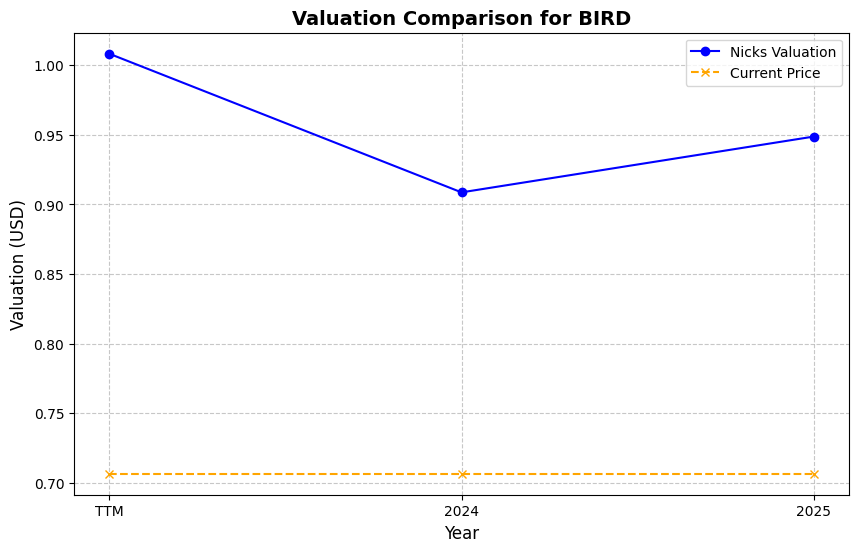 Valuation Comparison for BIRD
Nicks Valuation
Current Price
Valuation (USD)
1.00
0.95
0.90
0.85
0.80
0.75
0.70
TTM
2024
2025
Year